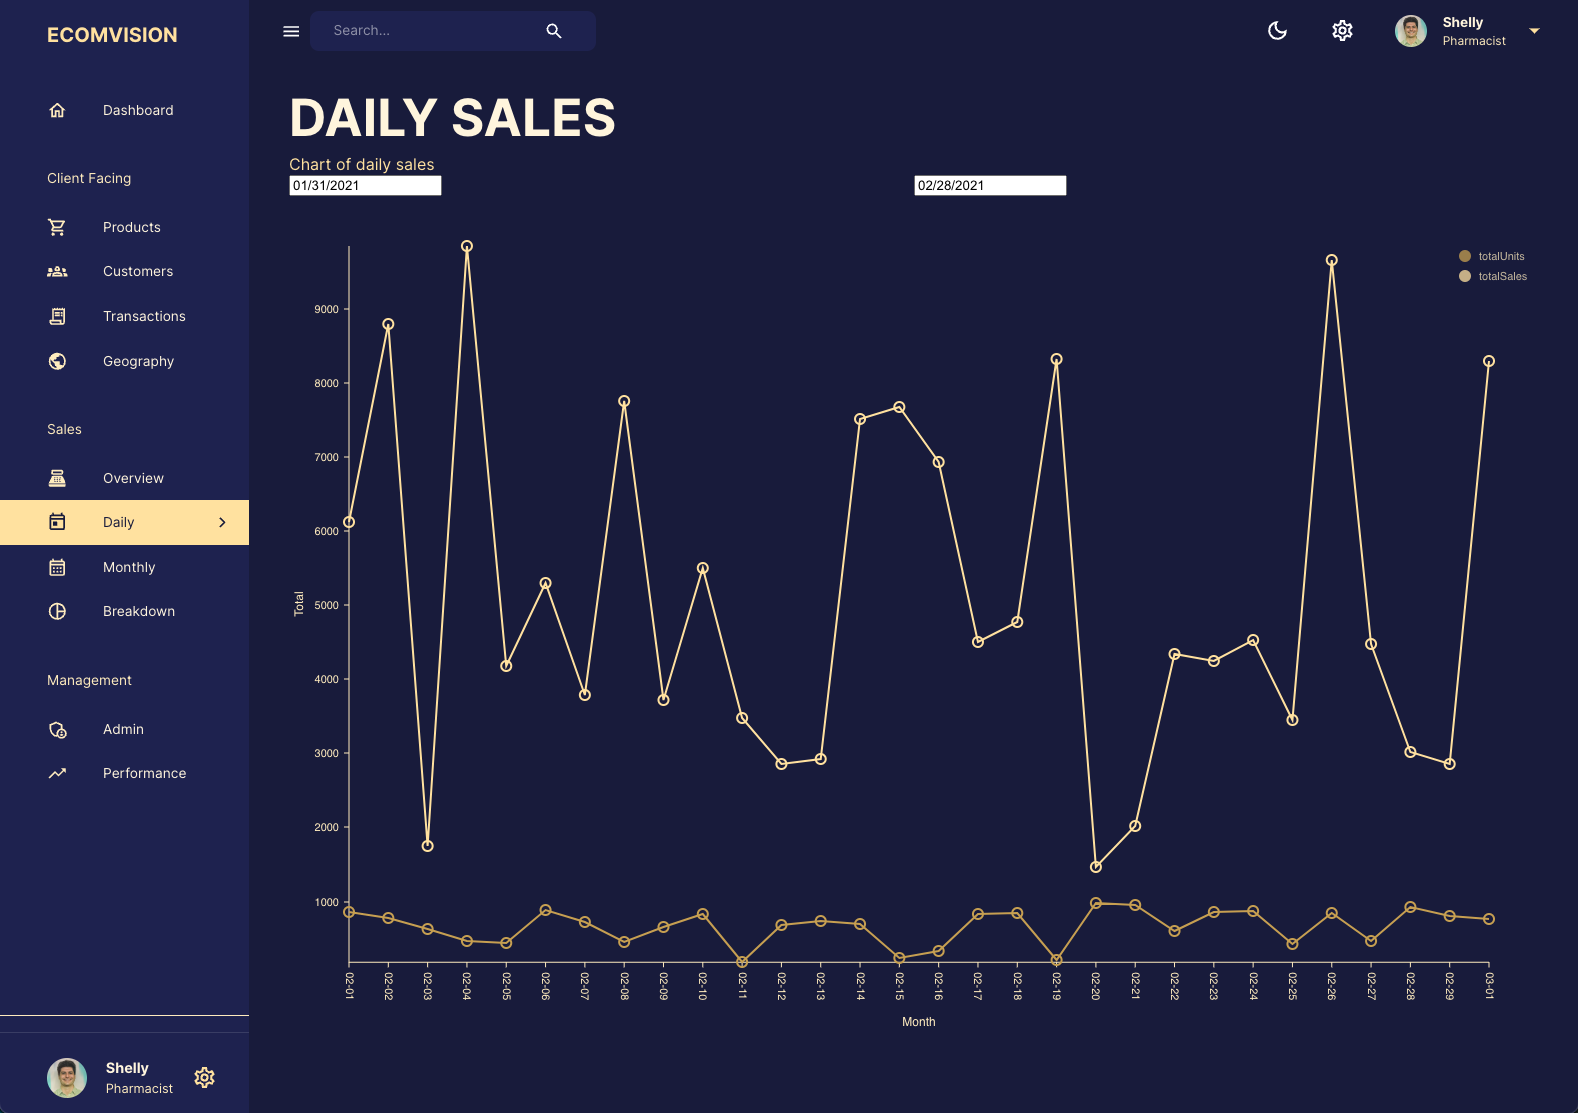 ECOMVISION
Search...
Shelly
Pharmacist
Dashboard
Client Facing
Products
Customers
Transactions
Geography
Sales
Overview
Daily
Monthly
Breakdown
Management
Admin
Performance
Shelly
Pharmacist
DAILY SALES
Chart of daily sales
01/31/2021
02/28/2021
totalUnits
totalSales
9000
8000
7000
6000
5000
4000
3000
2000
1000
Total
02-01
02-02
02-03
02-04
02-05
02-06
02-07
02-08
02-09
02-10
02-11
02-12
02-13
02-14
02-15
02-16
02-17
02-18
02-19
02-20
02-21
02-22
02-23
02-24
02-25
02-26
02-27
02-28
02-29
03-01
Month